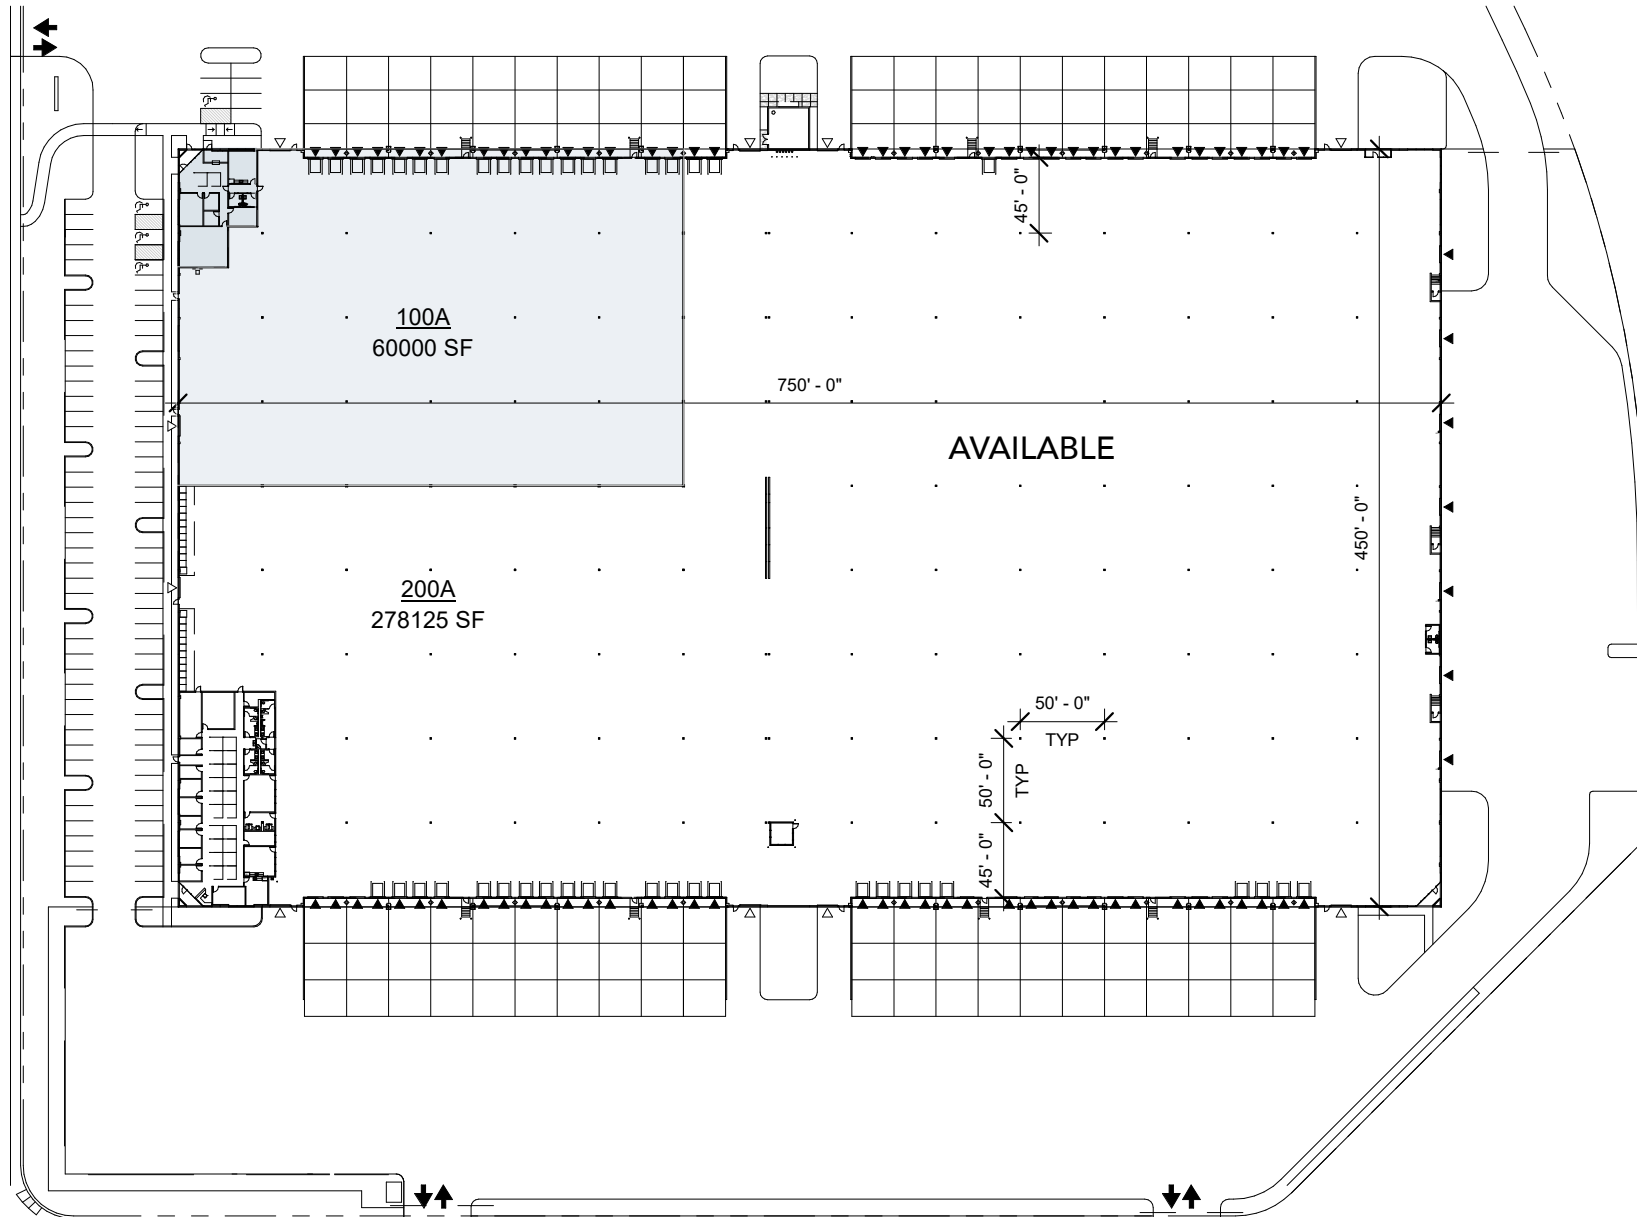 45' - 0"
100A
60000 SF
750' - 0"
AVAILABLE
450' - 0"
200A
278125 SF
50' - 0"
TYP
50' - 0"
TYP
45' - 0"